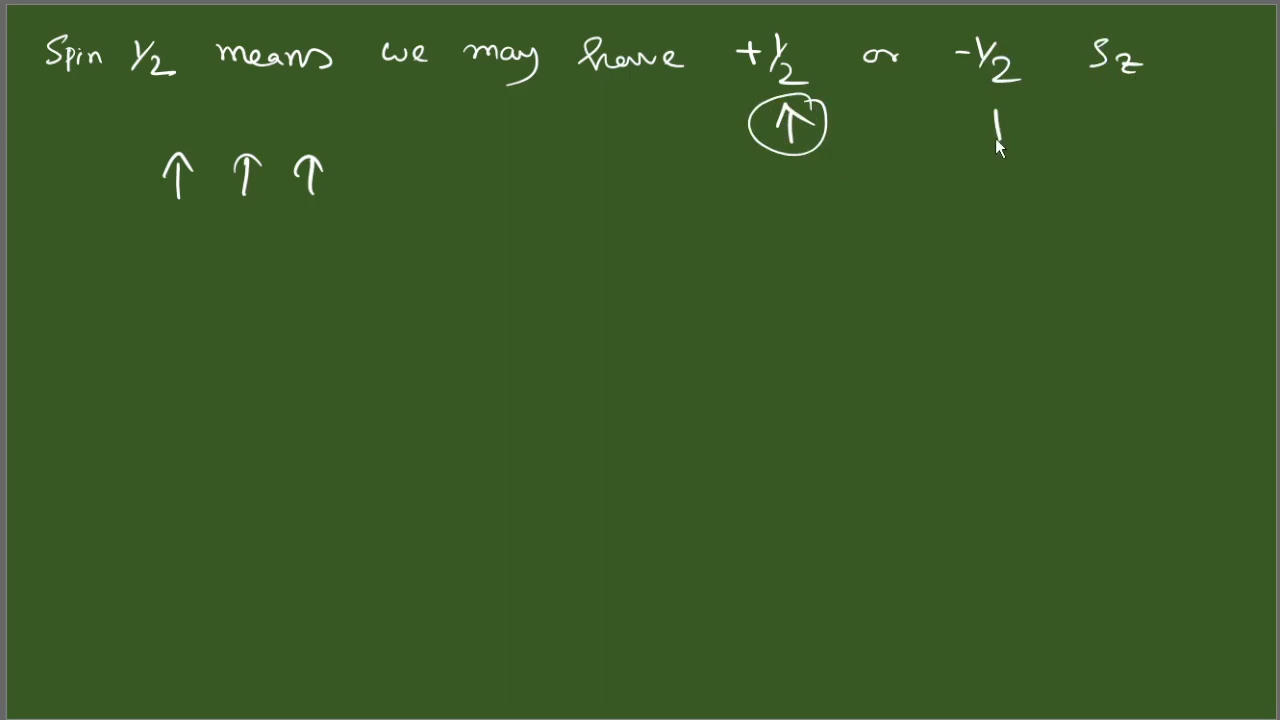 Spin 1/2 means we may have +1/2 or -1/2 Sz
↑ 
↑ ↑ ↑